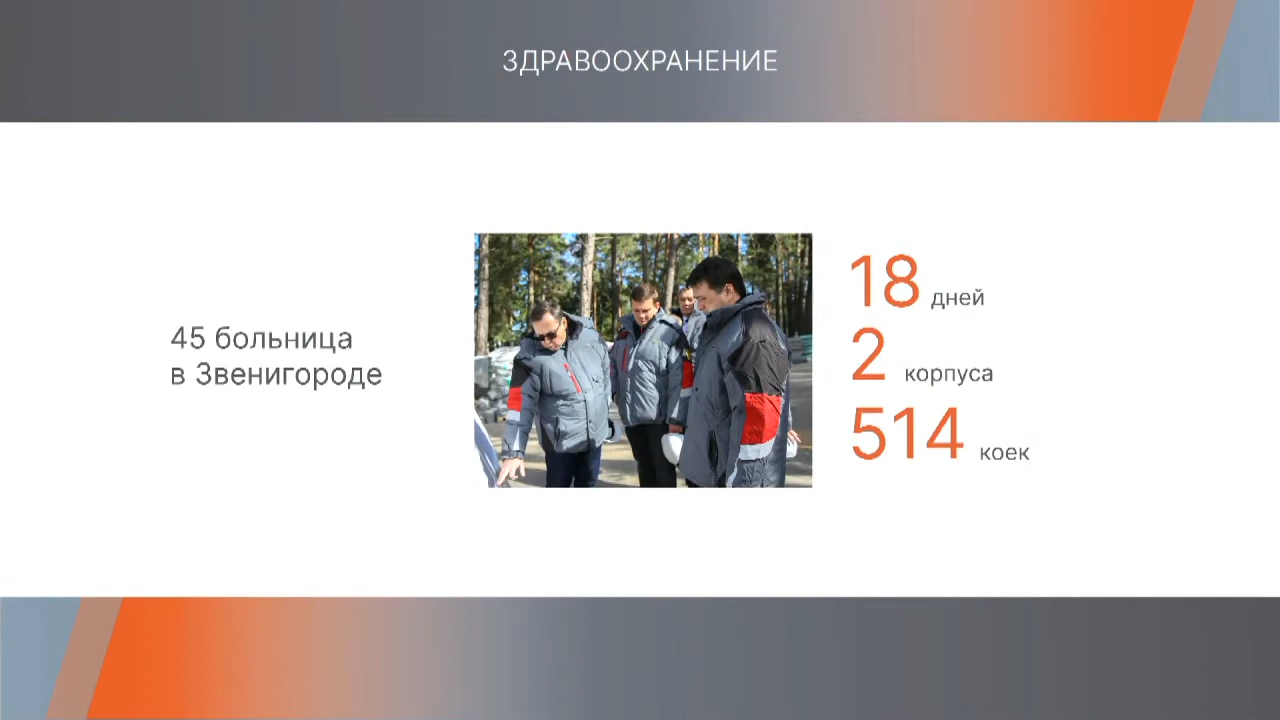 ЗДРАВООХРАНЕНИЕ
45 больница
в Звенигороде
18 дней
2 корпуса
514 коек